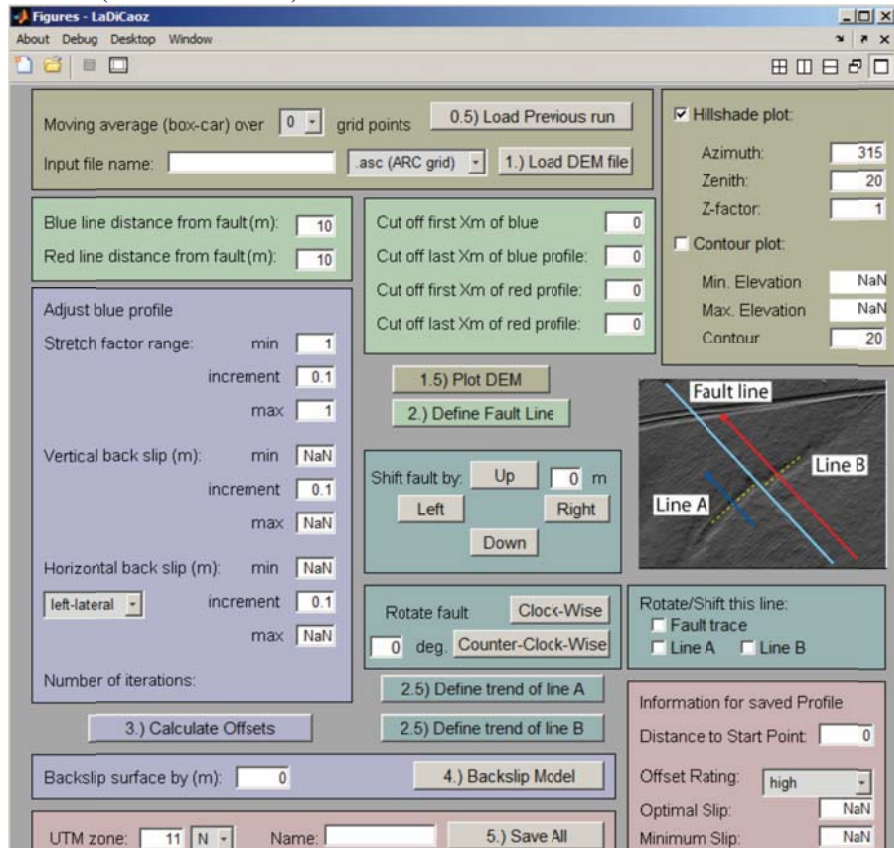 Figures - LaDiCaoz
About Debug Desktop Window
Moving average (box-car) over 0 grid points 0.5) Load Previous run
Input file name: .asc (ARC grid) 1.) Load DEM file
Hillshade plot:
Azimuth: 315
Zenith: 20
Z-factor: 1
Contour plot:
Min. Elevation NaN
Max. Elevation NaN
Contour 20
Blue line distance from fault(m): 10
Red line distance from fault(m): 10
Cut off first Xm of blue 0
Cut off last Xm of blue profile: 0
Cut off first Xm of red profile: 0
Cut off last Xm of red profile: 0
Adjust blue profile
Stretch factor range: min 1
increment 0.1
max 1
Vertical back slip (m): min NaN
increment 0.1
max NaN
Horizontal back slip (m): min NaN
left-lateral increment 0.1
max NaN
Number of iterations:
1.5) Plot DEM
2.) Define Fault Line
Shift fault by: Up 0 m
Left Right
Down
Fault line
Line B
Line A
Rotate fault Clock-Wise
0 deg. Counter-Clock-Wise
Rotate/Shift this line:
Fault trace
Line A Line B
2.5) Define trend of line A
2.5) Define trend of line B
3.) Calculate Offsets
Backslip surface by (m): 0 4.) Backslip Model
Information for saved Profile
Distance to Start Point: 0
Offset Rating: high
Optimal Slip: NaN
Minimum Slip: NaN
UTM zone: 11 N Name: 5.) Save All